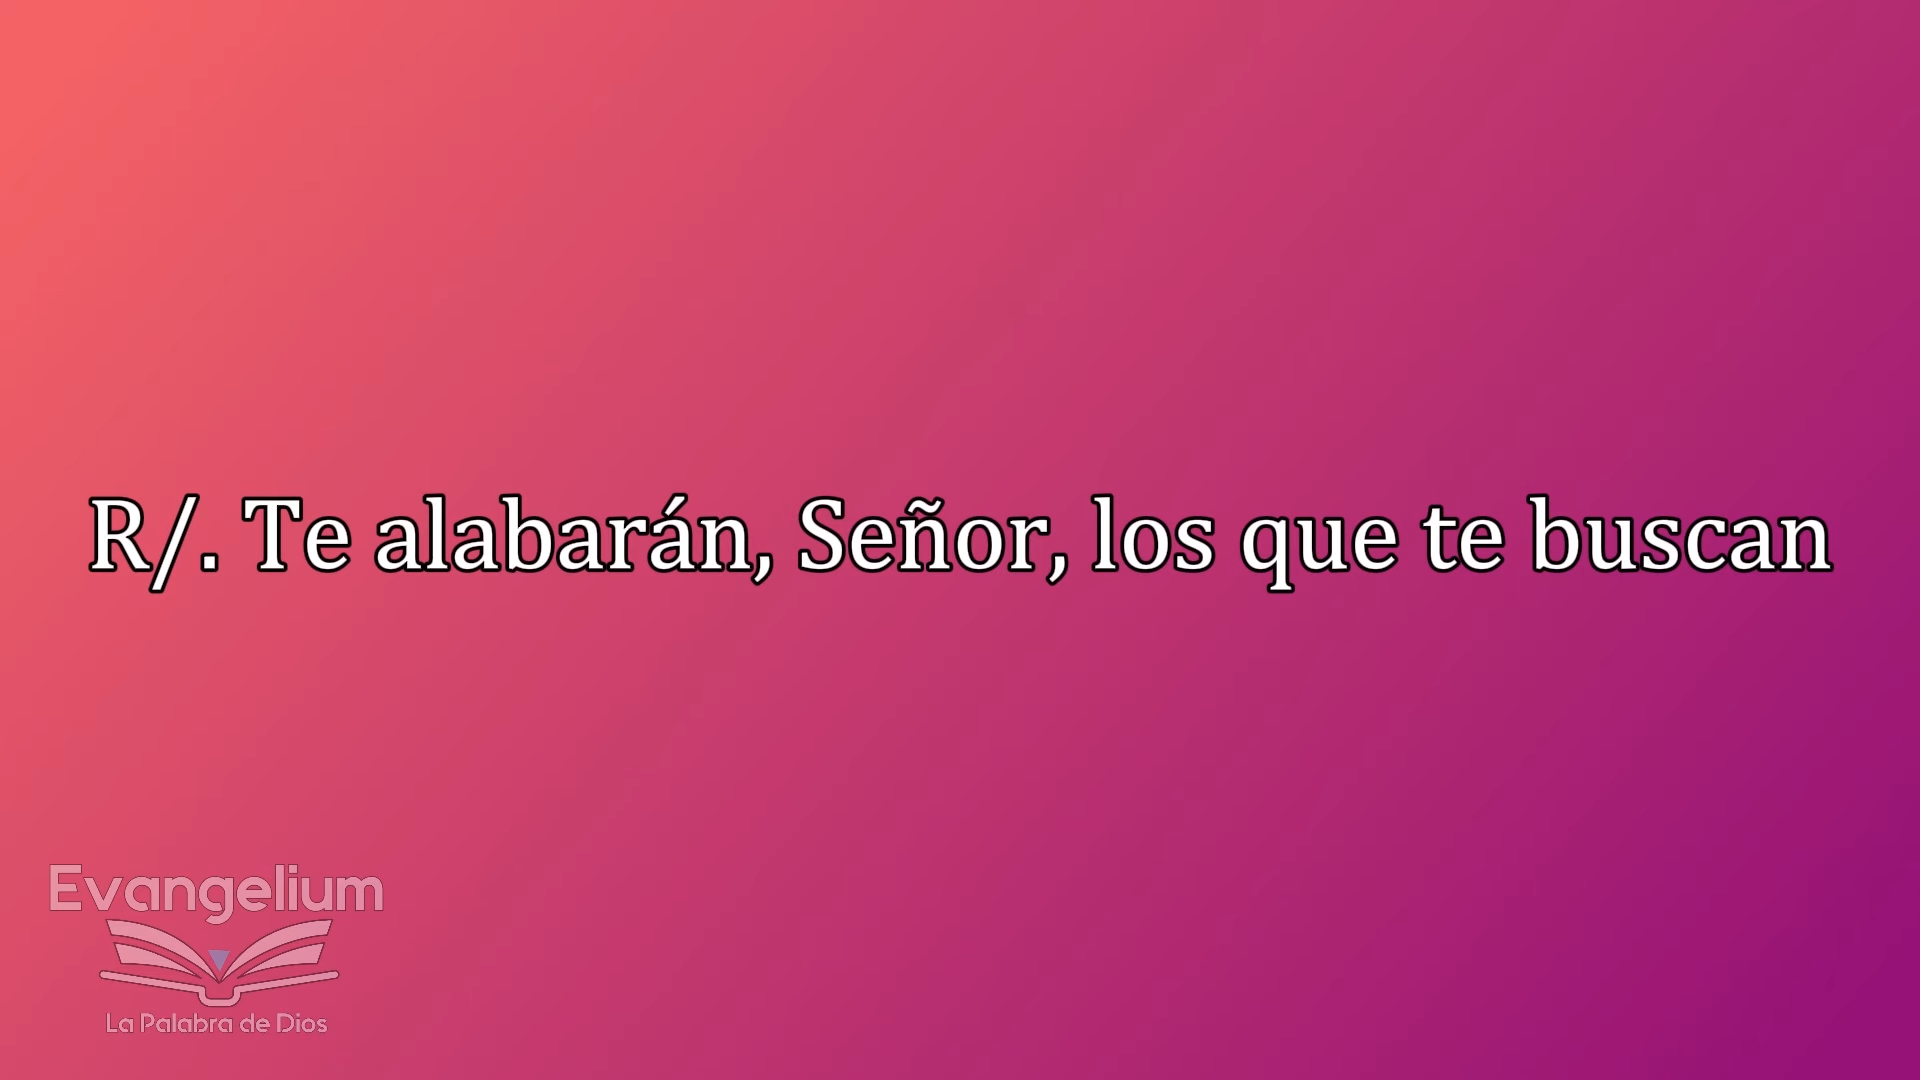 R/. Te alabarán, Señor, los que te buscan
Evangelium
La Palabra de Dios